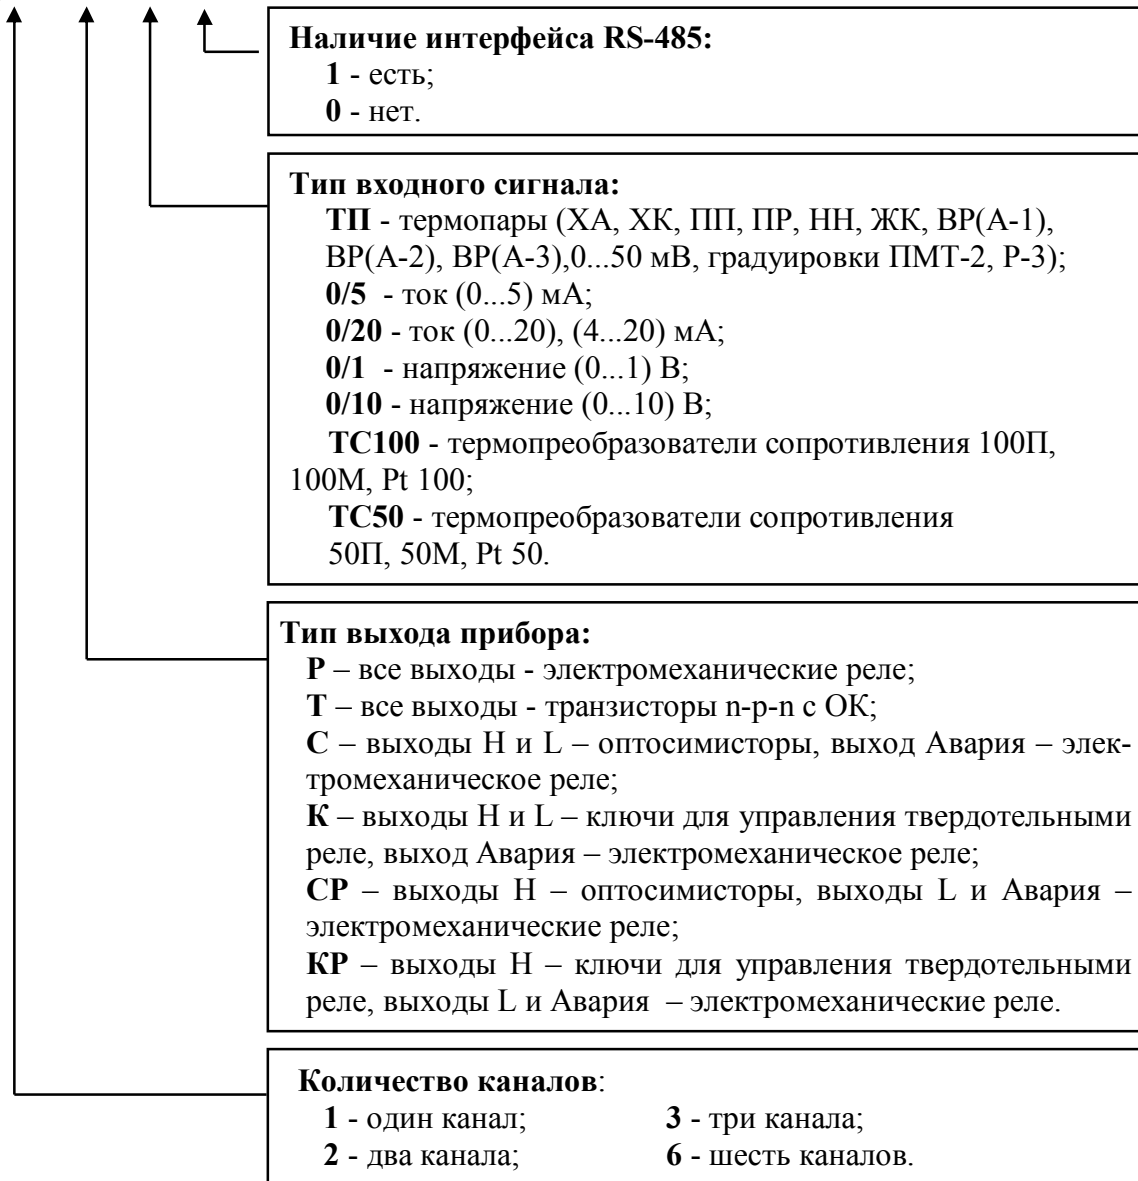 Наличие интерфейса RS-485:
1 - есть;
0 - нет.
Тип входного сигнала:
ТП - термопары (ХА, ХК, ПП, ПР, НН, ЖК, ВР(А-1),
ВР(А-2), ВР(А-3),0...50 мВ, градуировки ПМТ-2, Р-3);
0/5 - ток (0...5) мА;
0/20 - ток (0...20), (4...20) мА;
0/1 - напряжение (0...1) В;
0/10 - напряжение (0...10) В;
ТС100 - термопреобразователи сопротивления 100П,
100М, Pt 100;
ТС50 - термопреобразователи сопротивления
50П, 50М, Pt 50.
Тип выхода прибора:
Р – все выходы - электромеханические реле;
Т – все выходы - транзисторы n-p-n с ОК;
С – выходы Н и L – оптосимисторы, выход Авария – элек-
тромеханическое реле;
К – выходы Н и L – ключи для управления твердотельными
реле, выход Авария – электромеханическое реле;
СР – выходы Н – оптосимисторы, выходы L и Авария –
электромеханические реле;
КР – выходы Н – ключи для управления твердотельными
реле, выходы L и Авария – электромеханические реле.
Количество каналов:
1 - один канал; 3 - три канала;
2 - два канала; 6 - шесть каналов.